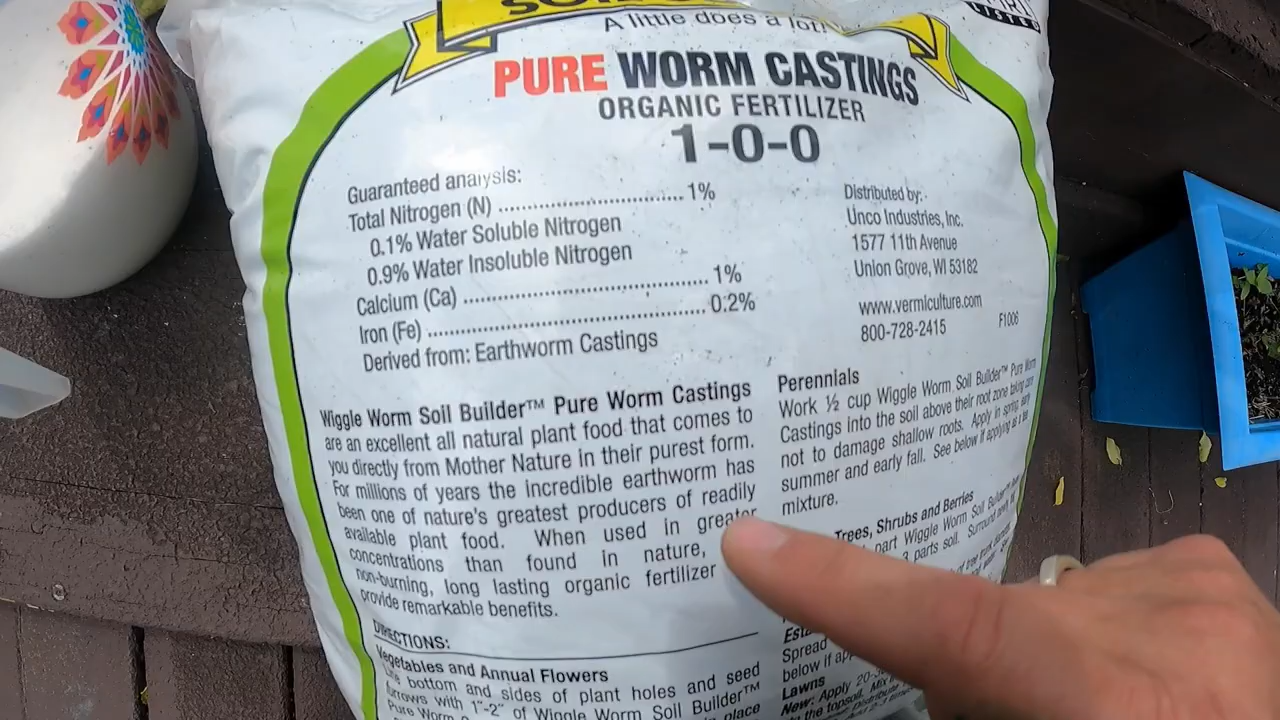 A little does a lot!
PURE WORM CASTINGS
ORGANIC FERTILIZER
1-0-0
Guaranteed analysis:
Total Nitrogen (N) ................................ 1%
0.1% Water Soluble Nitrogen
0.9% Water Insoluble Nitrogen
Calcium (Ca) ........................................... 1%
Iron (Fe) ................................................. 0.2%
Derived from: Earthworm Castings
Distributed by:
Unco Industries, Inc.
1577 11th Avenue
Union Grove, WI 53182
www.vermiculture.com
800-728-2415 F1006
Wiggle Worm Soil Builder™ Pure Worm Castings
are an excellent all natural plant food that comes to
you directly from Mother Nature in their purest form.
For millions of years the incredible earthworm has
been one of nature's greatest producers of readily
available plant food. When used in greater
concentrations than found in nature,
non-burning, long lasting organic fertilizer
provide remarkable benefits.
DIRECTIONS:
Vegetables and Annual Flowers
bottom and sides of plant holes and seed
furrows with 1"-2" of Wiggle Worm Soil Builder™
Pure Worm
place
Perennials
Work ½ cup Wiggle Worm Soil Builder™ Pure Worm
Castings into the soil above their root zone taking care
not to damage shallow roots. Apply in spring, early
summer and early fall. See below if applying as a tea
mixture.
Trees, Shrubs and Berries
part Wiggle Worm Soil Builder™
3 parts soil. Surround
Spread
below if
Lawns
New: Apply
the topsoil. Mix
Distribute